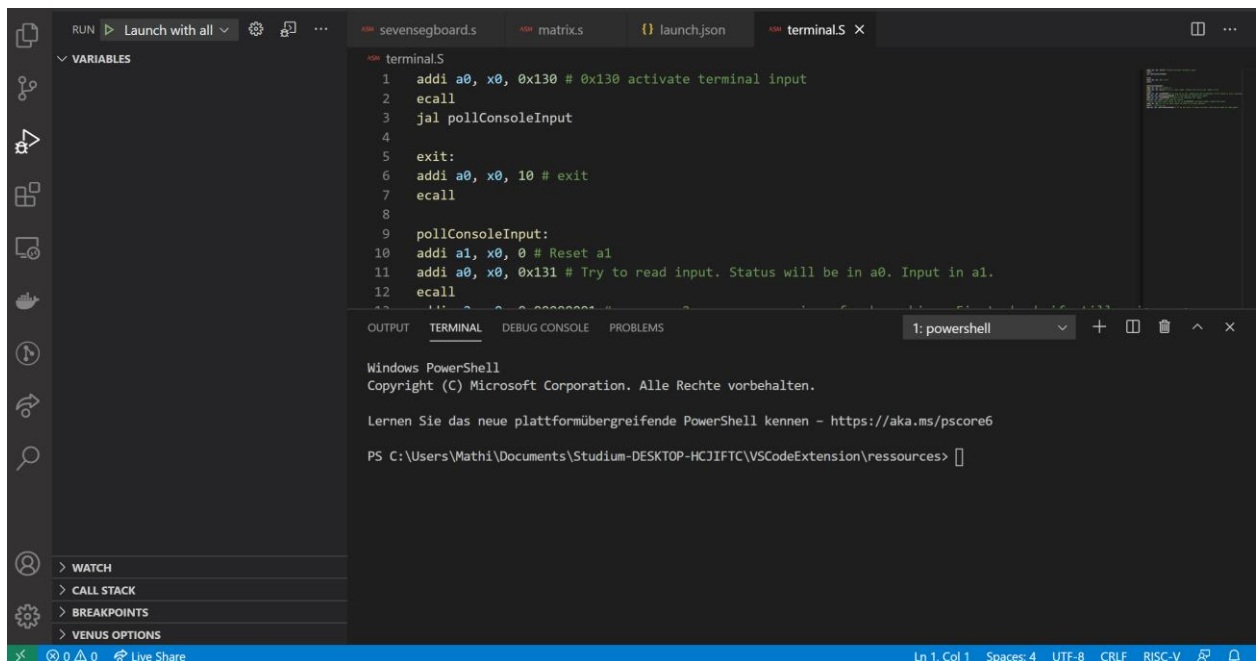 RUN Launch with all ...
VARIABLES
WATCH
CALL STACK
BREAKPOINTS
VENUS OPTIONS
ASM sevensegboard.s ASM matrix.s {} launch.json ASM terminal.S × ...
ASM terminal.S
1 addi a0, x0, 0x130 # 0x130 activate terminal input
2 ecall
3 jal pollConsoleInput
4
5 exit:
6 addi a0, x0, 10 # exit
7 ecall
8
9 pollConsoleInput:
10 addi a1, x0, 0 # Reset a1
11 addi a0, x0, 0x131 # Try to read input. Status will be in a0. Input in a1.
12 ecall
OUTPUT TERMINAL DEBUG CONSOLE PROBLEMS 1: powershell
Windows PowerShell
Copyright (C) Microsoft Corporation. Alle Rechte vorbehalten.
Lernen Sie das neue plattformübergreifende PowerShell kennen – https://aka.ms/pscore6
PS C:\Users\Mathi\Documents\Studium-DESKTOP-HCJIFTC\VSCodeExtension\ressources>
0 0 0 Live Share Ln 1, Col 1 Spaces: 4 UTF-8 CRLF RISC-V